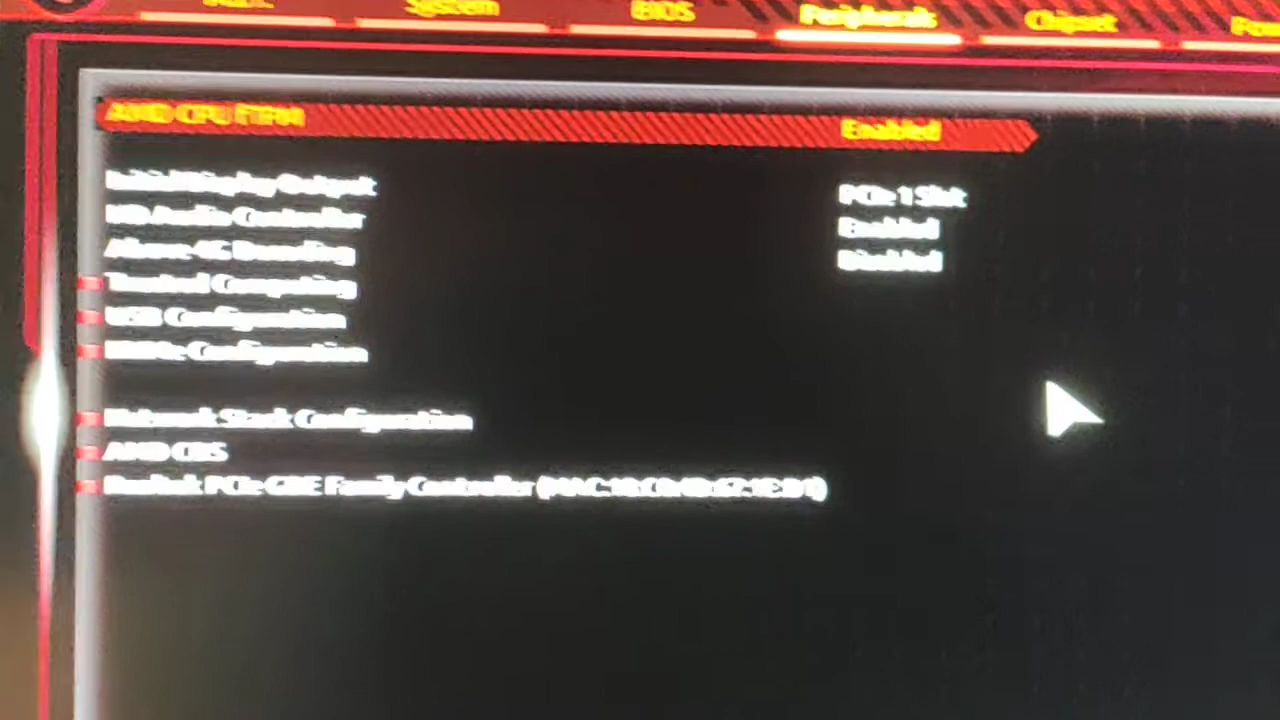 System
BIOS
Peripherals
Chipset
AMD CPU fTPM Enabled
Initial Display Output PCIe 1 Slot
HD Audio Controller Enabled
Above 4G Decoding Disabled
Trusted Computing
USB Configuration
NVMe Configuration
Network Stack Configuration
AMD CBS
Realtek PCIe GBE Family Controller